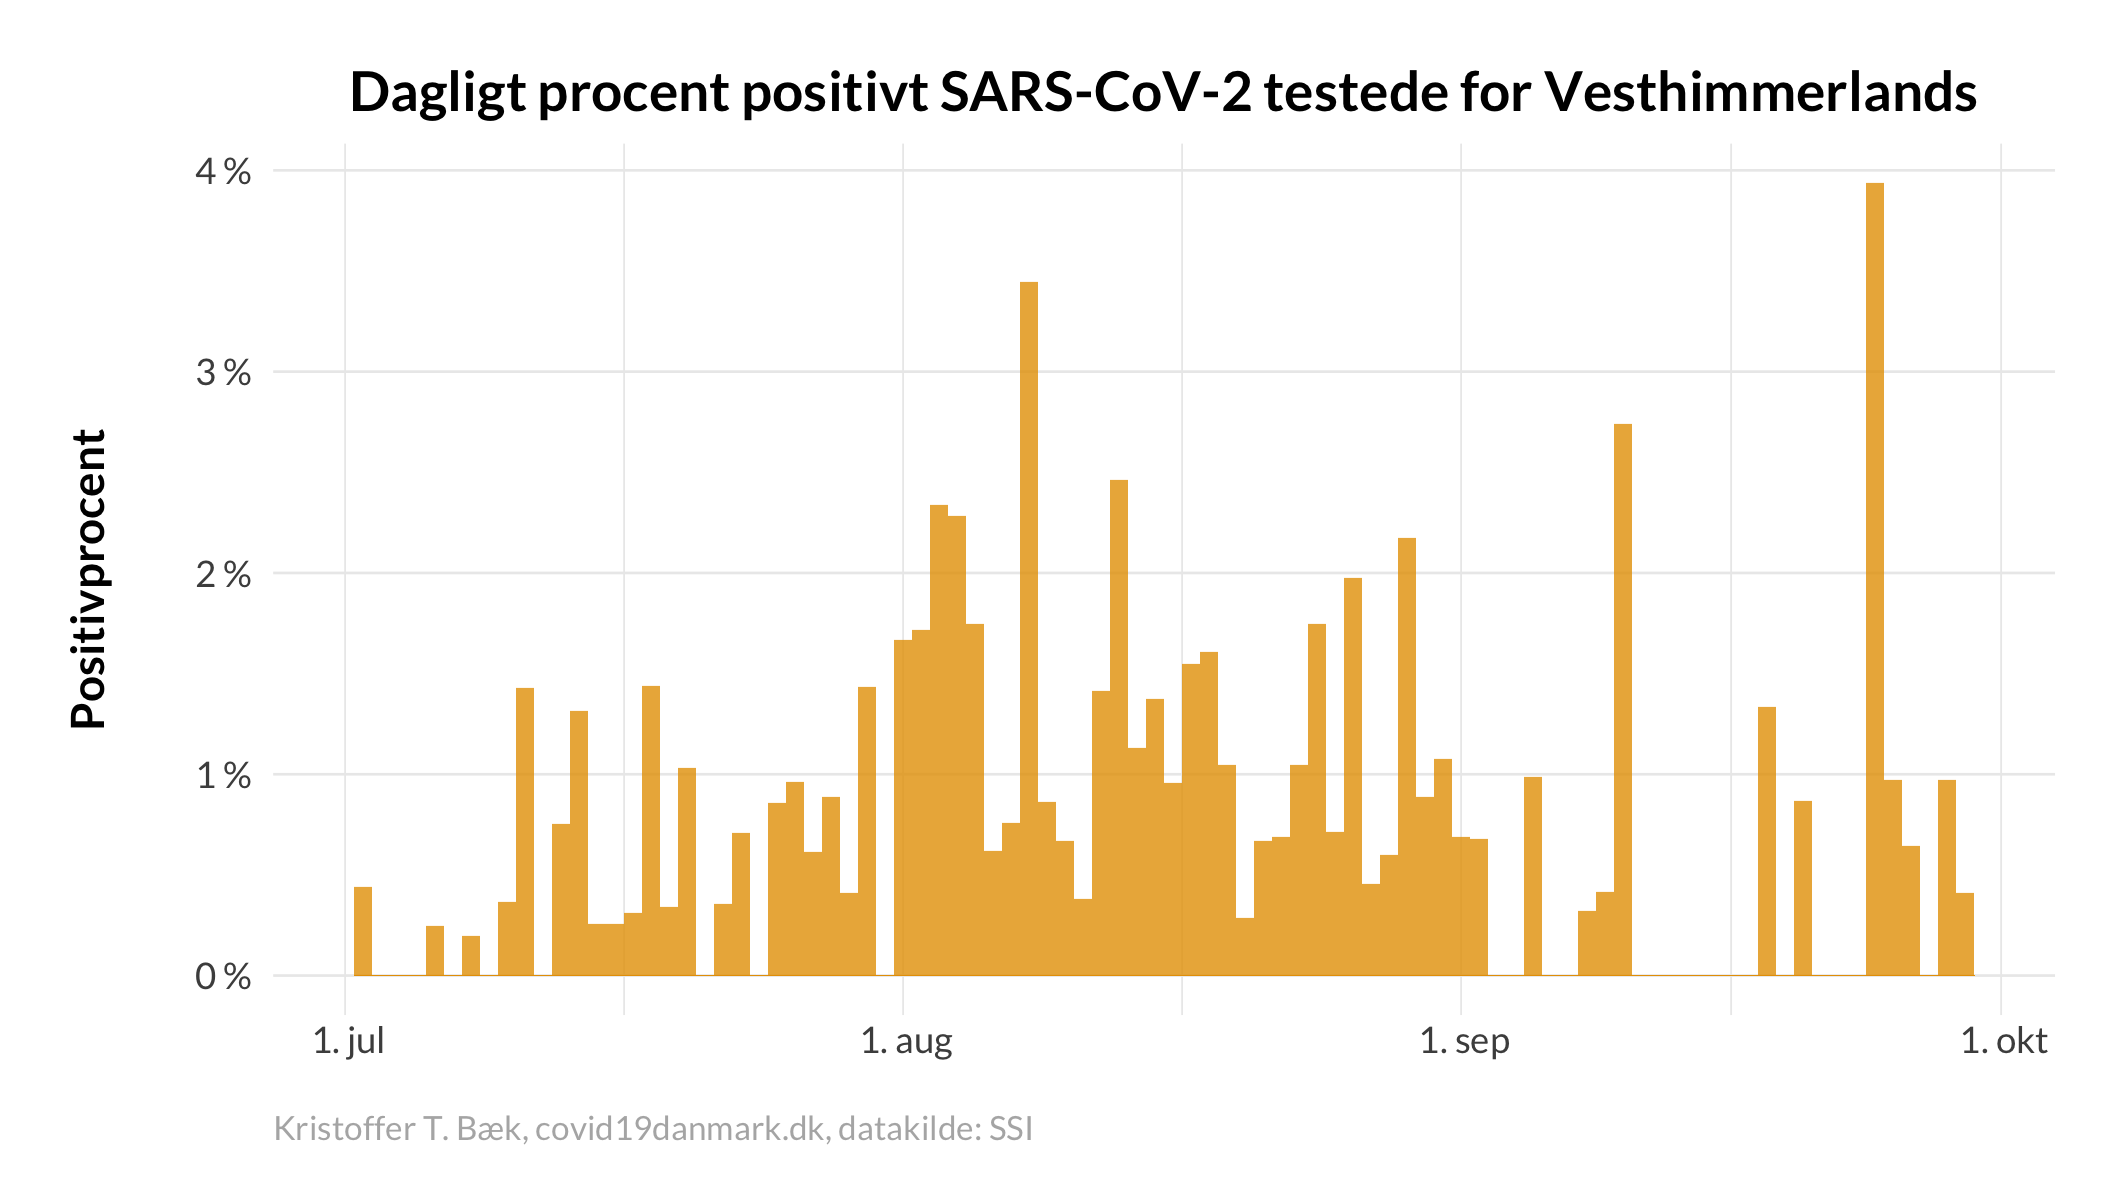 Dagligt procent positivt SARS-CoV-2 testede for Vesthimmerlands
Positivprocent
4 %
3 %
2 %
1 %
0 %
1. jul
1. aug
1. sep
1. okt
Kristoffer T. Bæk, covid19danmark.dk, datakilde: SSI